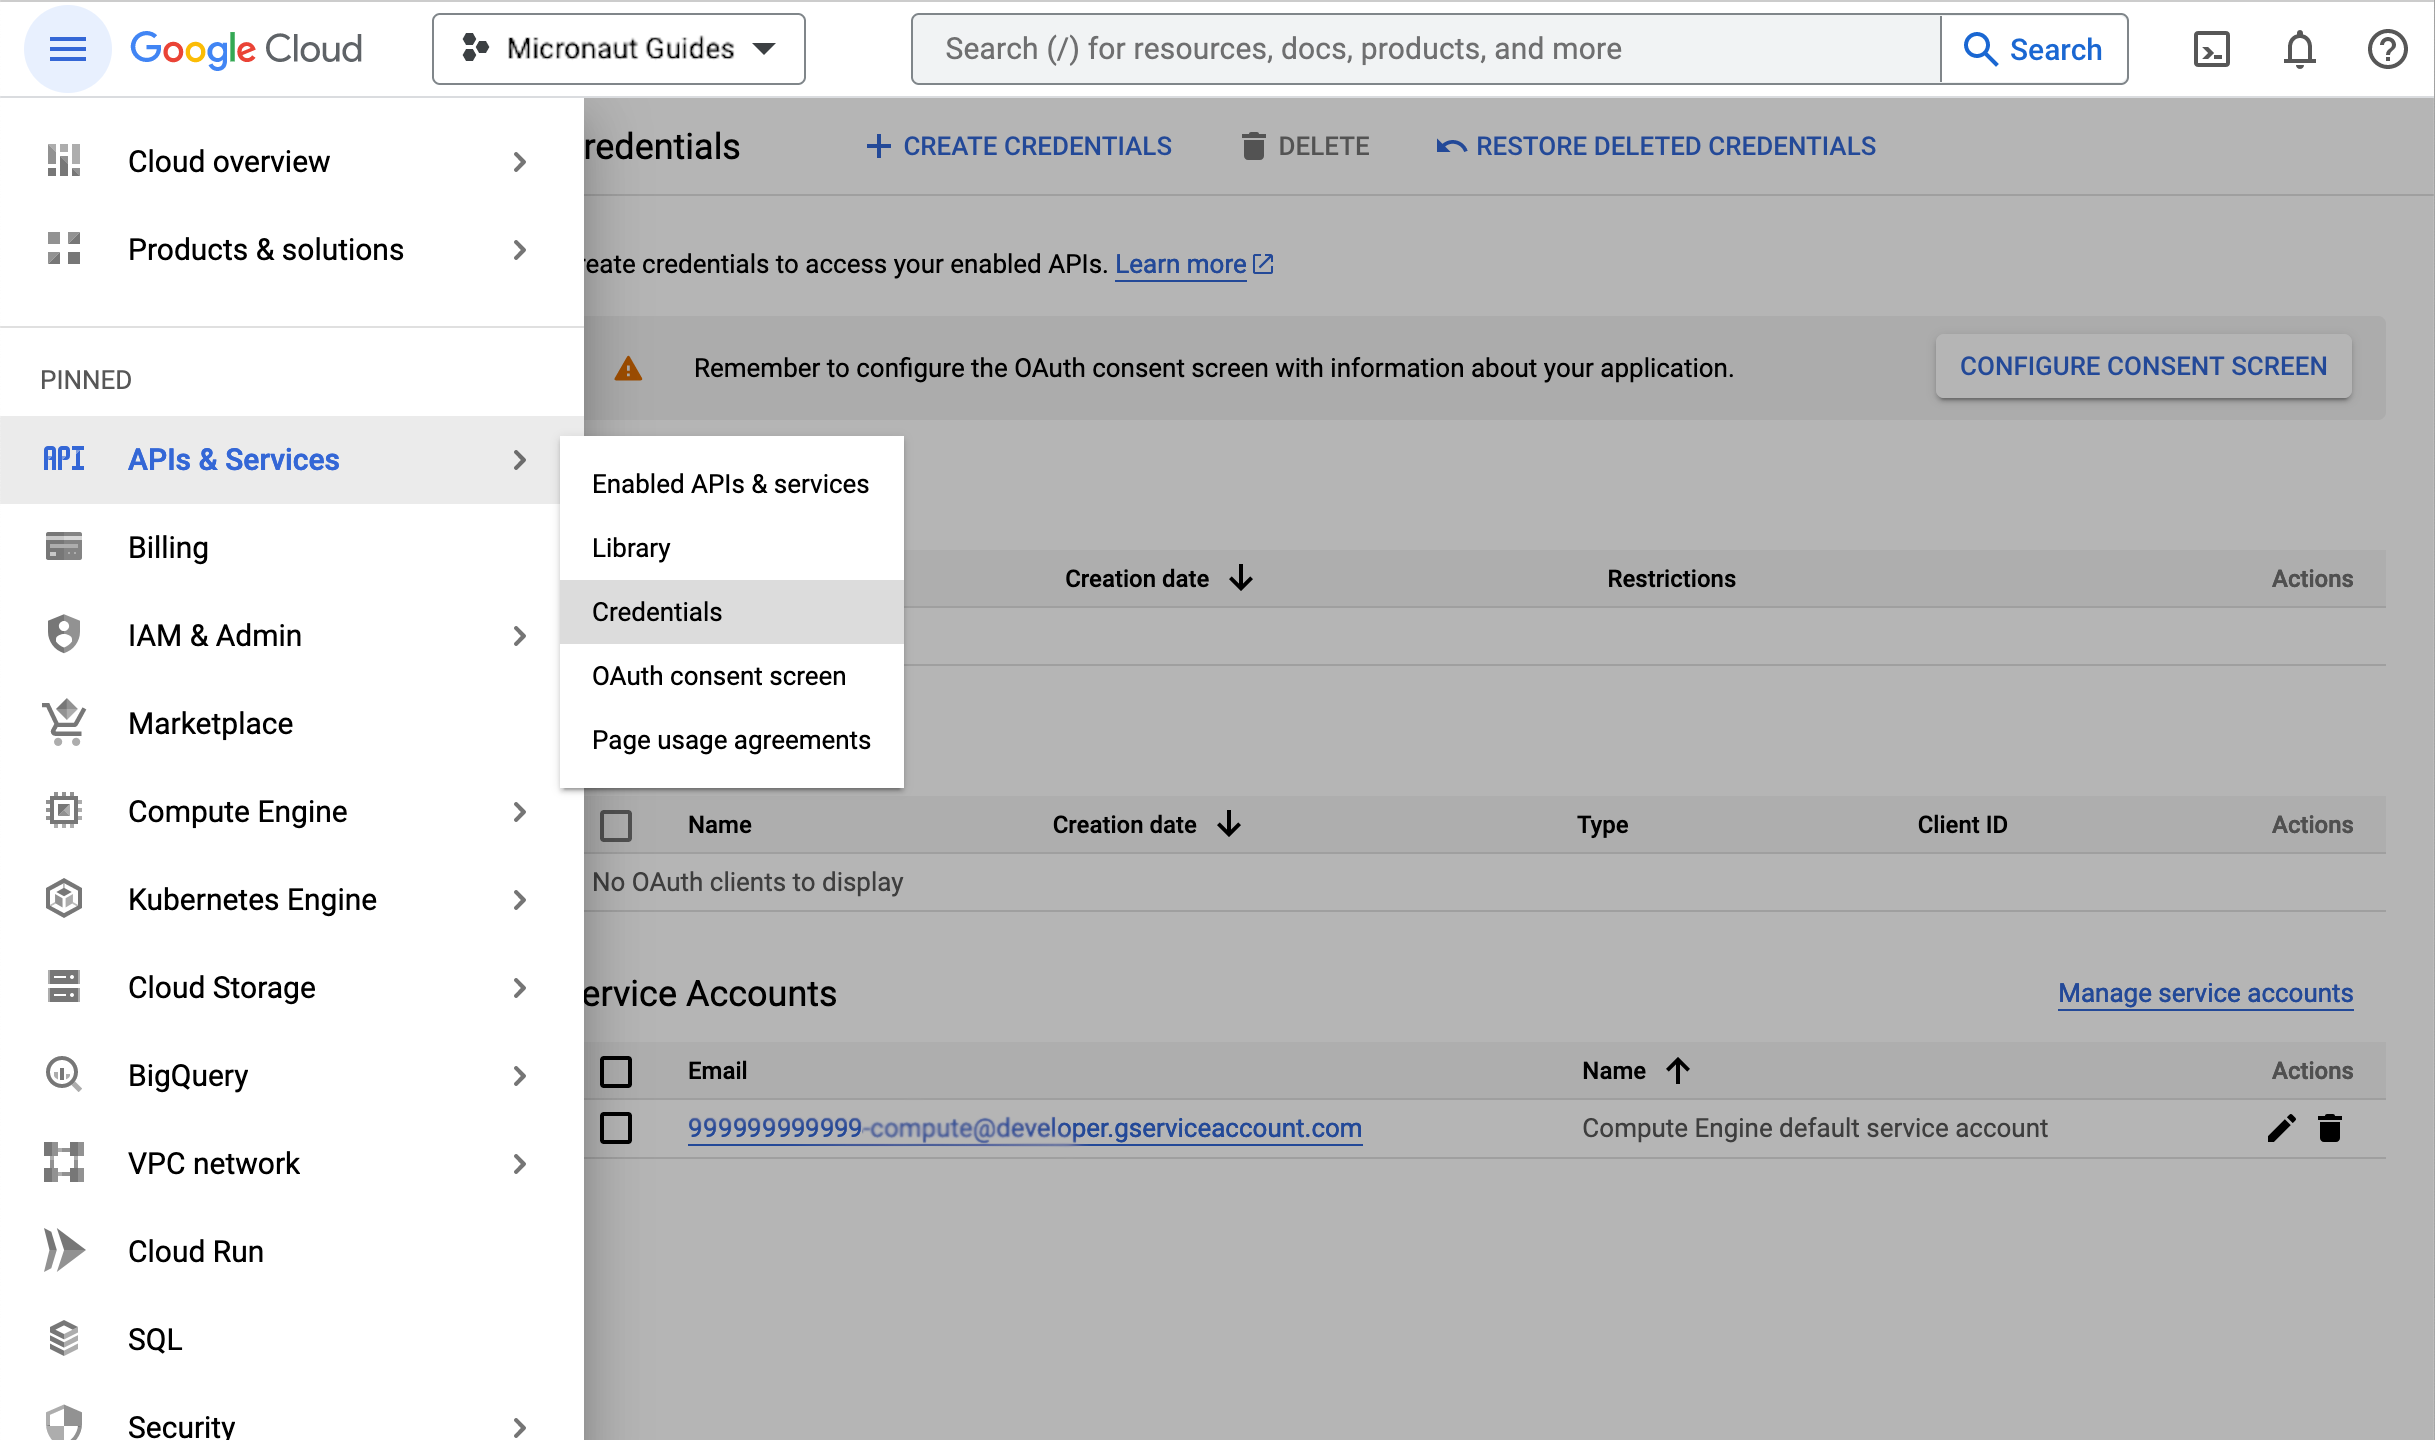 Google Cloud Micronaut Guides Search (/) for resources, docs, products, and more Search
Cloud overview
Products & solutions
PINNED
API APIs & Services
Billing
IAM & Admin
Marketplace
Compute Engine
Kubernetes Engine
Cloud Storage
BigQuery
VPC network
Cloud Run
SQL
Security
Enabled APIs & services
Library
Credentials
OAuth consent screen
Page usage agreements
redentials + CREATE CREDENTIALS DELETE RESTORE DELETED CREDENTIALS
reate credentials to access your enabled APIs. Learn more
Remember to configure the OAuth consent screen with information about your application. CONFIGURE CONSENT SCREEN
Creation date Restrictions Actions
Name Creation date Type Client ID Actions
No OAuth clients to display
ervice Accounts Manage service accounts
Email Name Actions
999999999999-compute@developer.gserviceaccount.com Compute Engine default service account